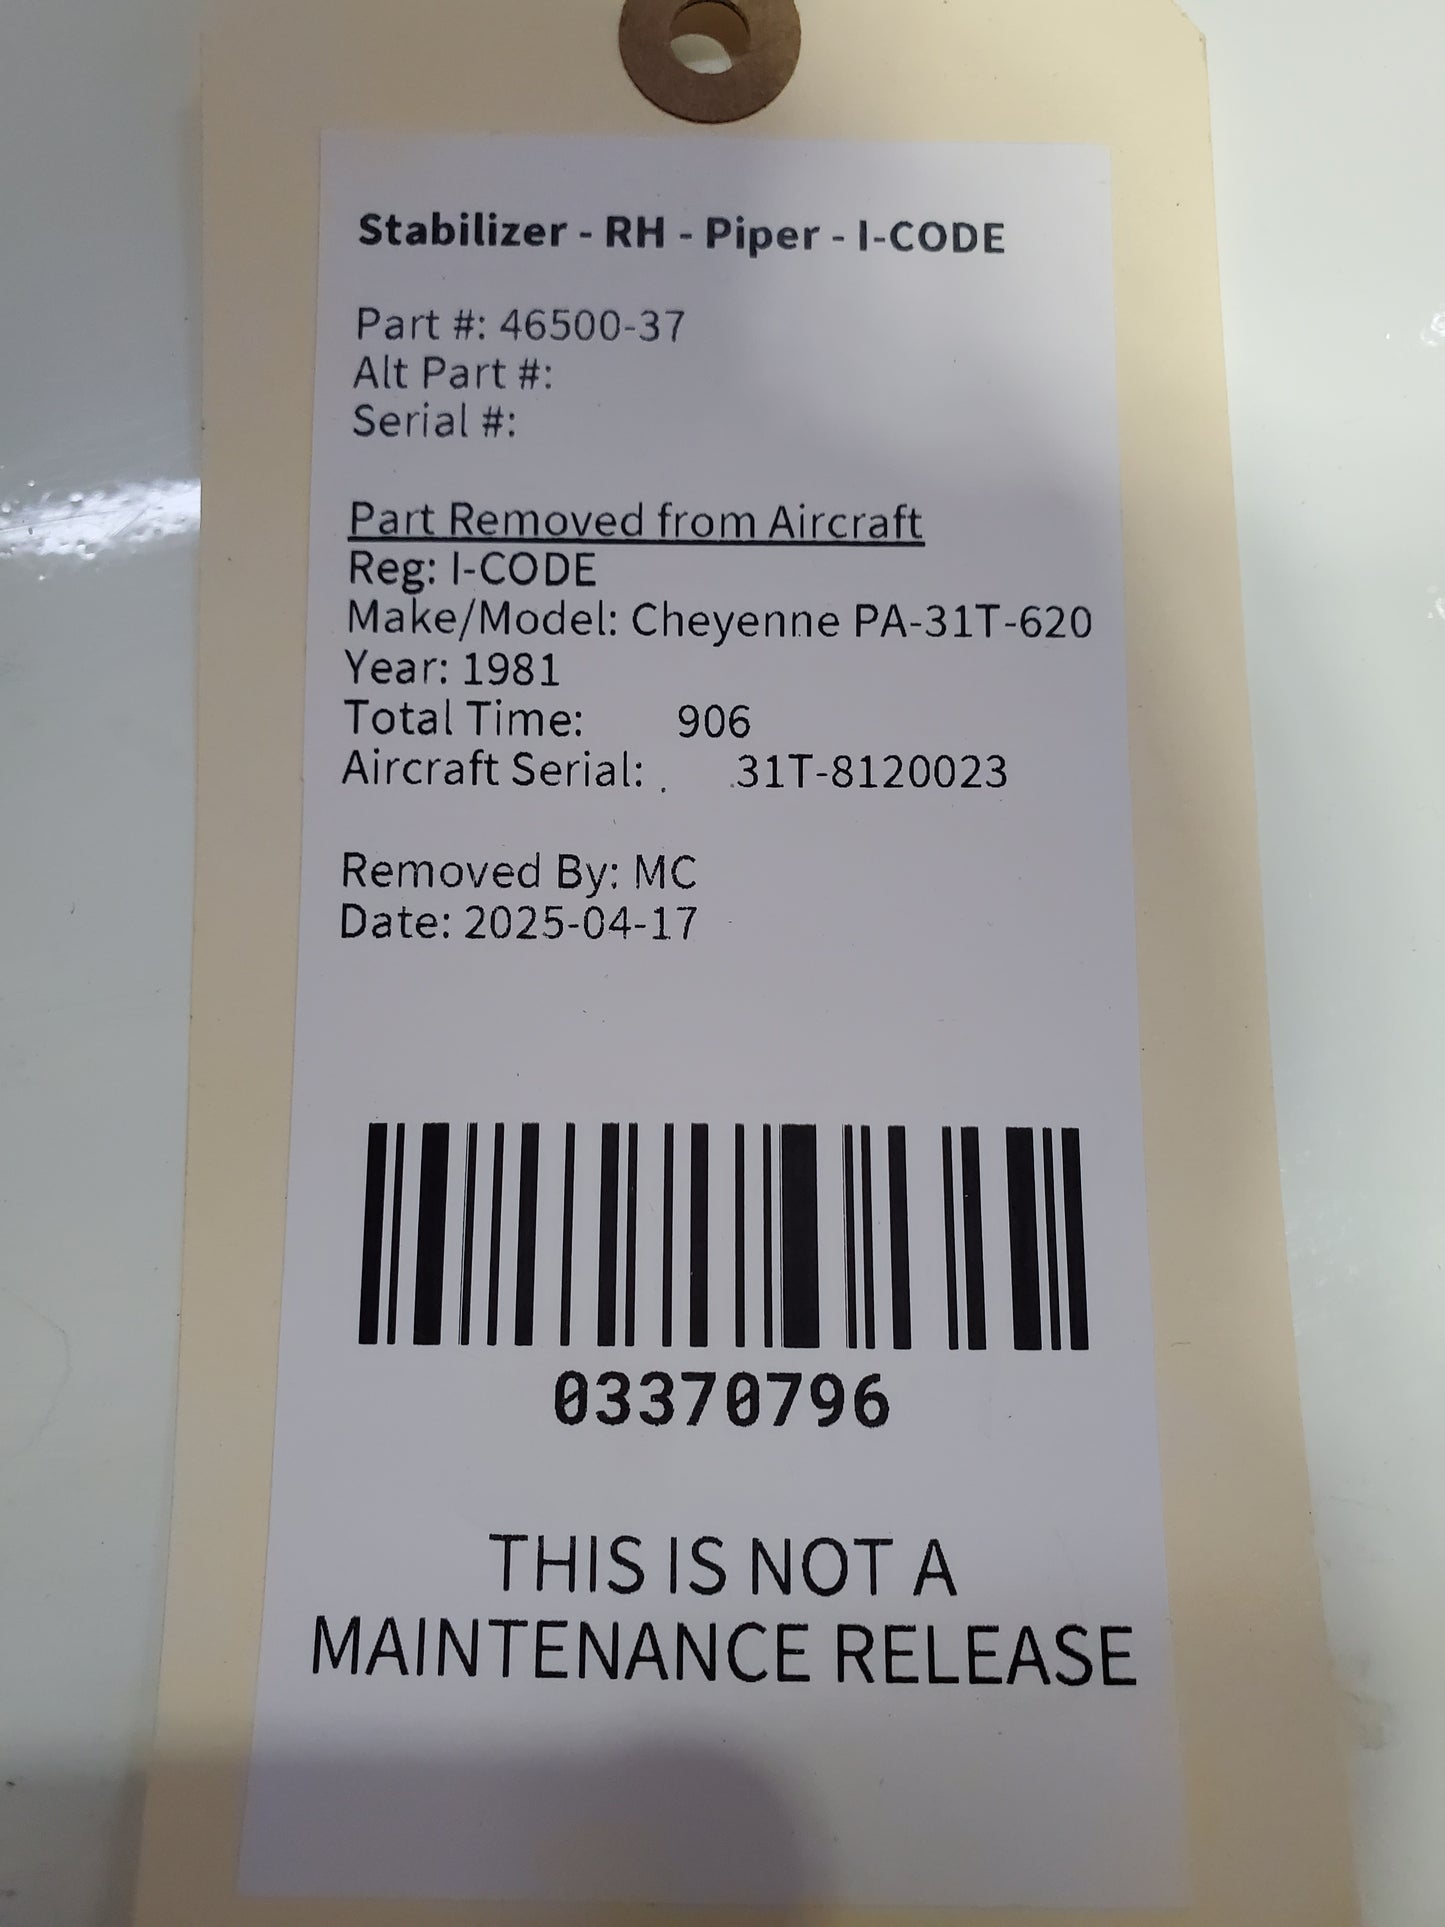 Stabilizer - RH - Piper - I-CODE
Part #: 46500-37
Alt Part #:
Serial #:
Part Removed from Aircraft
Reg: I-CODE
Make/Model: Cheyenne PA-31T-620
Year: 1981
Total Time: 906
Aircraft Serial: 31T-8120023
Removed By: MC
Date: 2025-04-17
03370796
THIS IS NOT A
MAINTENANCE RELEASE